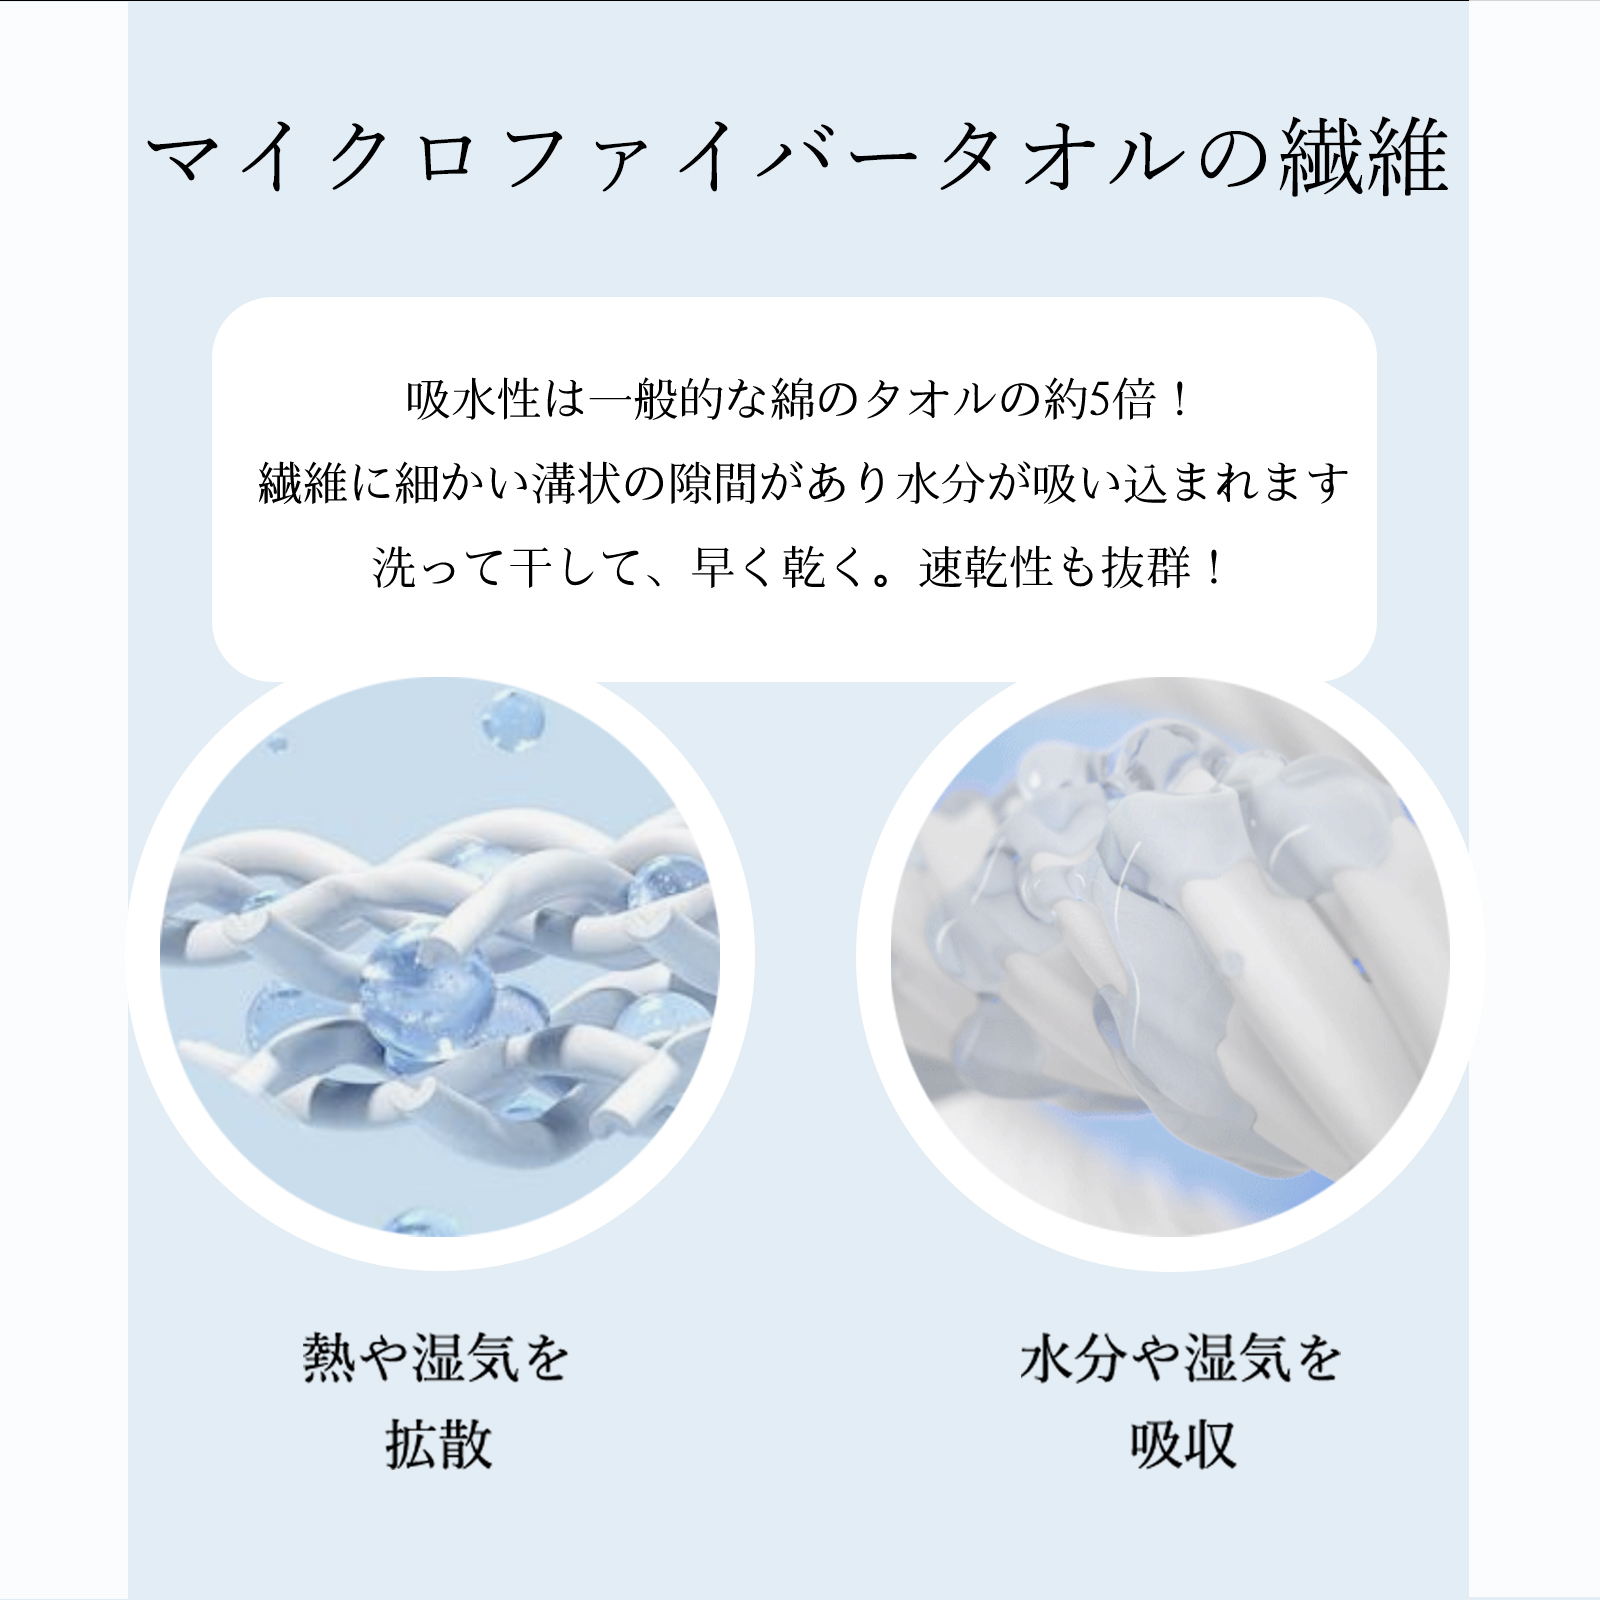 マイクロファイバータオルの繊維
吸水性は一般的な綿のタオルの約5倍！
繊維に細かい溝状の隙間があり水分が吸い込まれます
洗って干して、早く乾く。速乾性も抜群！
熱や湿気を
拡散
水分や湿気を
吸収